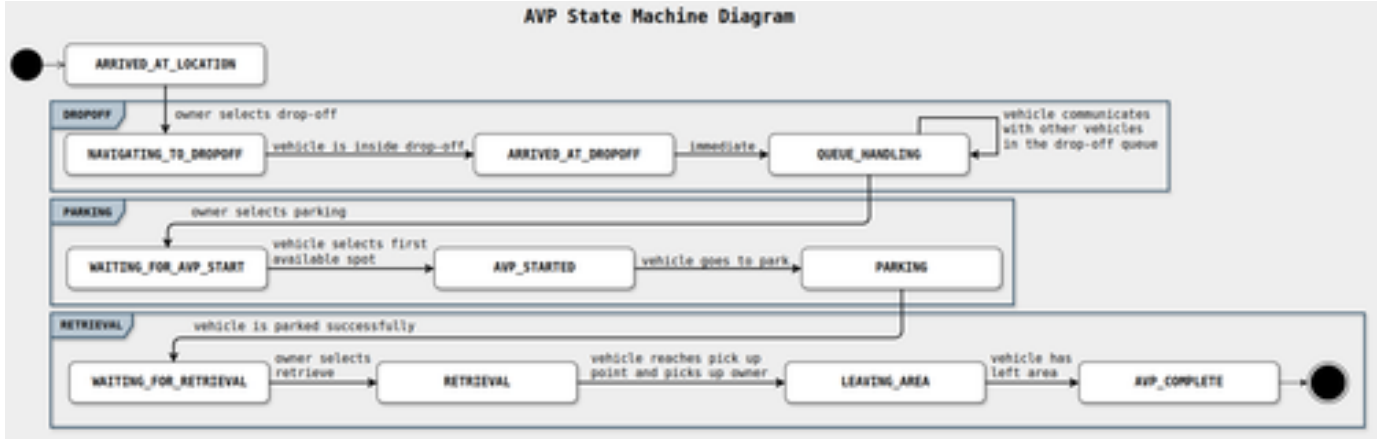 AVP State Machine Diagram
ARRIVED_AT_LOCATION
DROPOFF
owner selects drop-off
NAVIGATING_TO_DROPOFF
vehicle is inside drop-off
ARRIVED_AT_DROPOFF
immediate
QUEUE_HANDLING
vehicle communicates
with other vehicles
in the drop-off queue
PARKING
owner selects parking
WAITING_FOR_AVP_START
vehicle selects first
available spot
AVP_STARTED
vehicle goes to park
PARKING
RETRIEVAL
vehicle is parked successfully
WAITING_FOR_RETRIEVAL
owner selects
retrieve
RETRIEVAL
vehicle reaches pick up
point and picks up owner
LEAVING_AREA
vehicle has
left area
AVP_COMPLETE